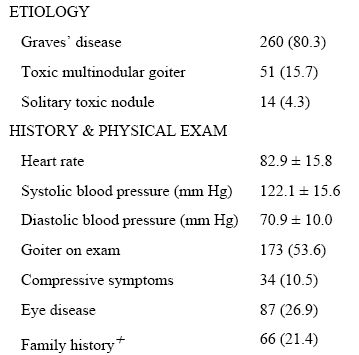 ETIOLOGY
Graves’ disease 260 (80.3)
Toxic multinodular goiter 51 (15.7)
Solitary toxic nodule 14 (4.3)
HISTORY & PHYSICAL EXAM
Heart rate 82.9 ± 15.8
Systolic blood pressure (mm Hg) 122.1 ± 15.6
Diastolic blood pressure (mm Hg) 70.9 ± 10.0
Goiter on exam 173 (53.6)
Compressive symptoms 34 (10.5)
Eye disease 87 (26.9)
Family history+ 66 (21.4)